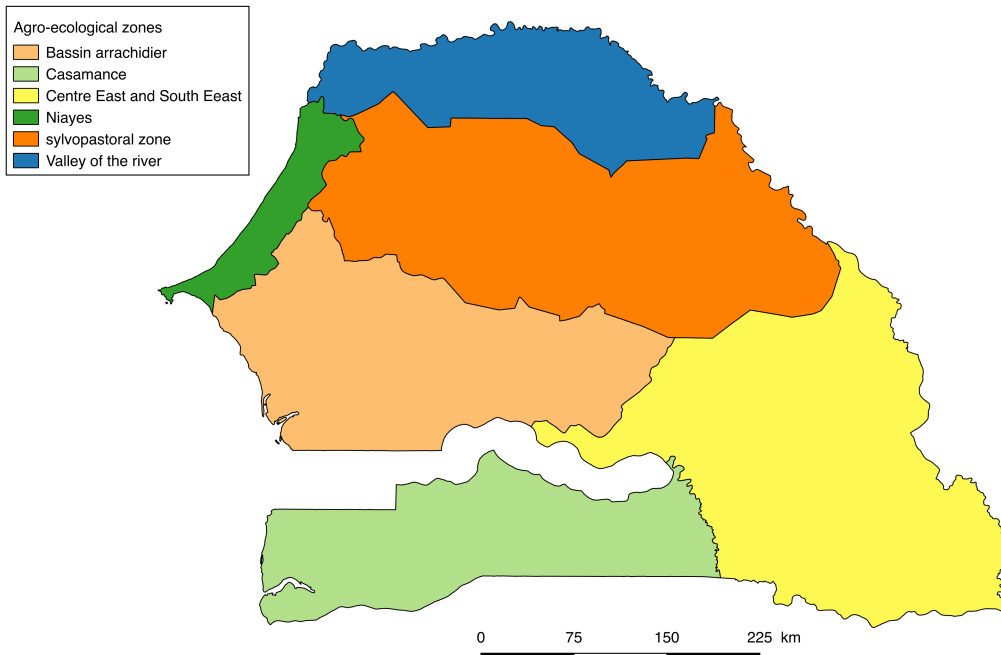 Agro-ecological zones
Bassin arrachidier
Casamance
Centre East and South Eeast
Niayes
sylvopastoral zone
Valley of the river
0 75 150 225 km